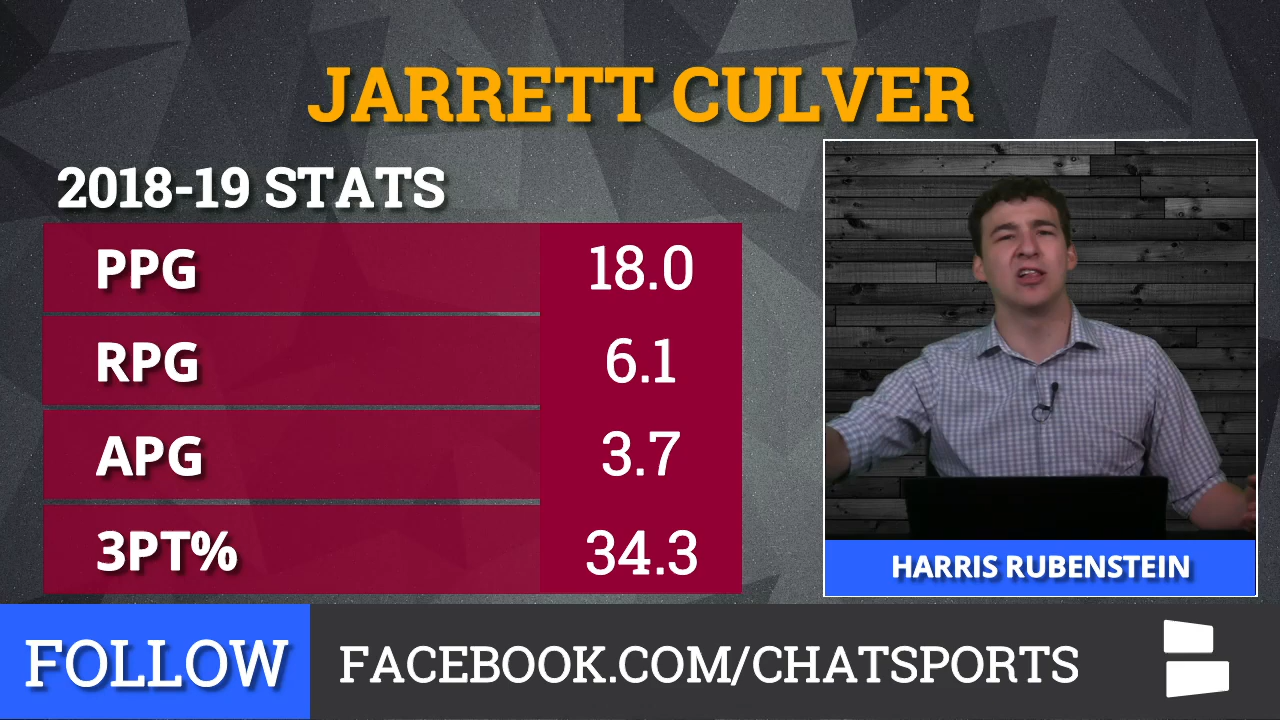 JARRETT CULVER
2018-19 STATS
PPG 18.0
RPG 6.1
APG 3.7
3PT% 34.3
HARRIS RUBENSTEIN
FOLLOW FACEBOOK.COM/CHATSPORTS